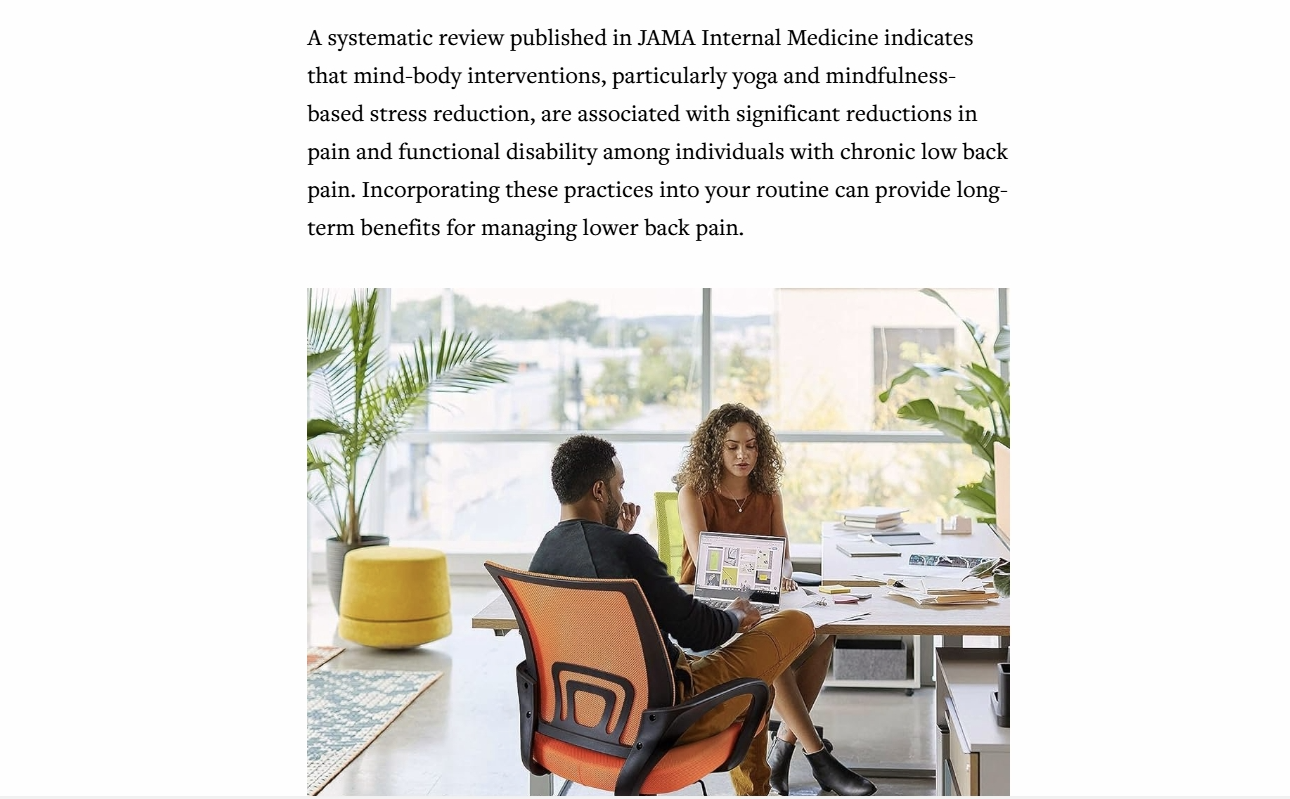 A systematic review published in JAMA Internal Medicine indicates
that mind-body interventions, particularly yoga and mindfulness-
based stress reduction, are associated with significant reductions in
pain and functional disability among individuals with chronic low back
pain. Incorporating these practices into your routine can provide long-
term benefits for managing lower back pain.